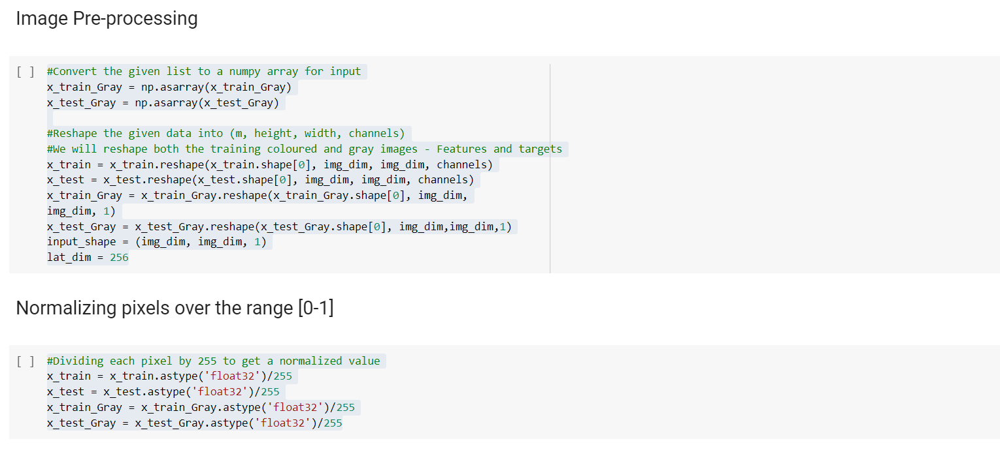 Image Pre-processing
[ ] #Convert the given list to a numpy array for input
x_train_Gray = np.asarray(x_train_Gray)
x_test_Gray = np.asarray(x_test_Gray)
#Reshape the given data into (m, height, width, channels)
#We will reshape both the training coloured and gray images - Features and targets
x_train = x_train.reshape(x_train.shape[0], img_dim, img_dim, channels)
x_test = x_test.reshape(x_test.shape[0], img_dim, img_dim, channels)
x_train_Gray = x_train_Gray.reshape(x_train_Gray.shape[0], img_dim,
img_dim, 1)
x_test_Gray = x_test_Gray.reshape(x_test_Gray.shape[0], img_dim,img_dim,1)
input_shape = (img_dim, img_dim, 1)
lat_dim = 256
Normalizing pixels over the range [0-1]
[ ] #Dividing each pixel by 255 to get a normalized value
x_train = x_train.astype('float32')/255
x_test = x_test.astype('float32')/255
x_train_Gray = x_train_Gray.astype('float32')/255
x_test_Gray = x_test_Gray.astype('float32')/255